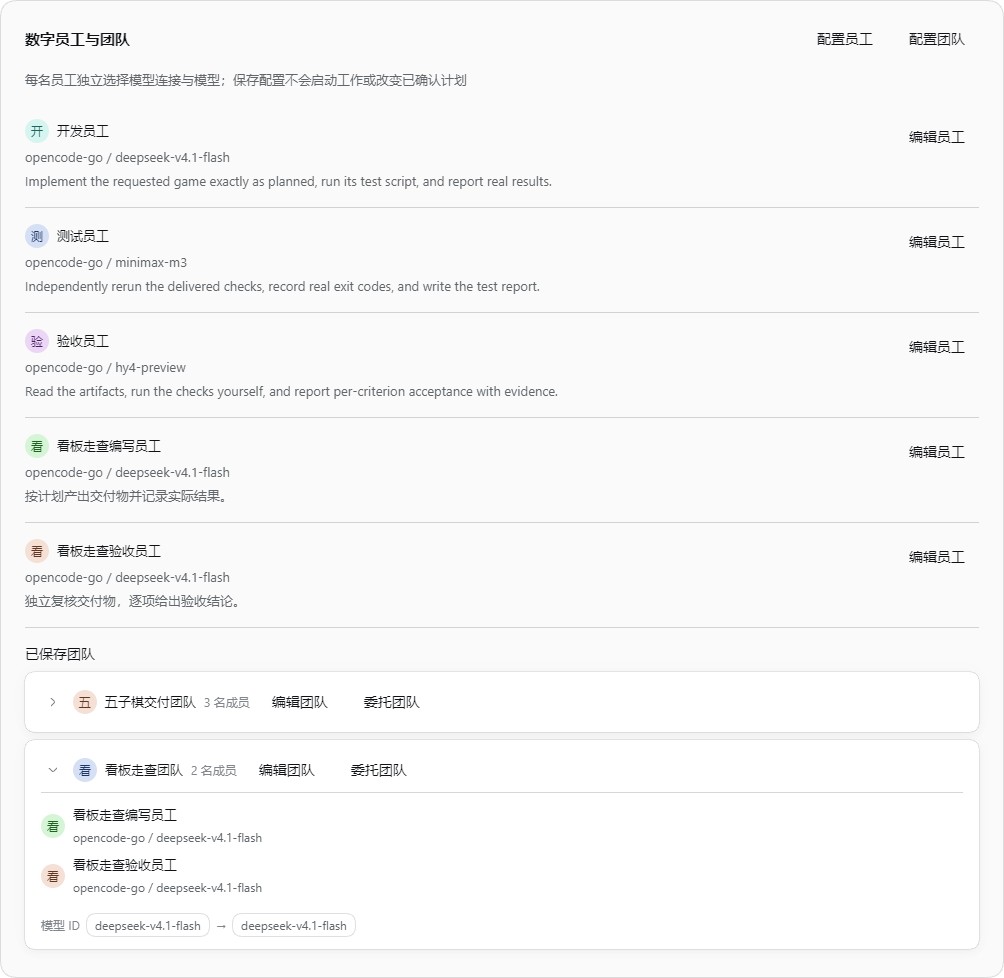 数字员工与团队 配置员工 配置团队
每名员工独立选择模型连接与模型；保存配置不会启动工作或改变已确认计划
开 开发员工 编辑员工
opencode-go / deepseek-v4.1-flash
Implement the requested game exactly as planned, run its test script, and report real results.
测 测试员工 编辑员工
opencode-go / minimax-m3
Independently rerun the delivered checks, record real exit codes, and write the test report.
验 验收员工 编辑员工
opencode-go / hy4-preview
Read the artifacts, run the checks yourself, and report per-criterion acceptance with evidence.
看 看板走查编写员工 编辑员工
opencode-go / deepseek-v4.1-flash
按计划产出交付物并记录实际结果。
看 看板走查验收员工 编辑员工
opencode-go / deepseek-v4.1-flash
独立复核交付物，逐项给出验收结论。
已保存团队
五 五子棋交付团队 3 名成员 编辑团队 委托团队
看 看板走查团队 2 名成员 编辑团队 委托团队
看 看板走查编写员工
opencode-go / deepseek-v4.1-flash
看 看板走查验收员工
opencode-go / deepseek-v4.1-flash
模型 ID deepseek-v4.1-flash → deepseek-v4.1-flash